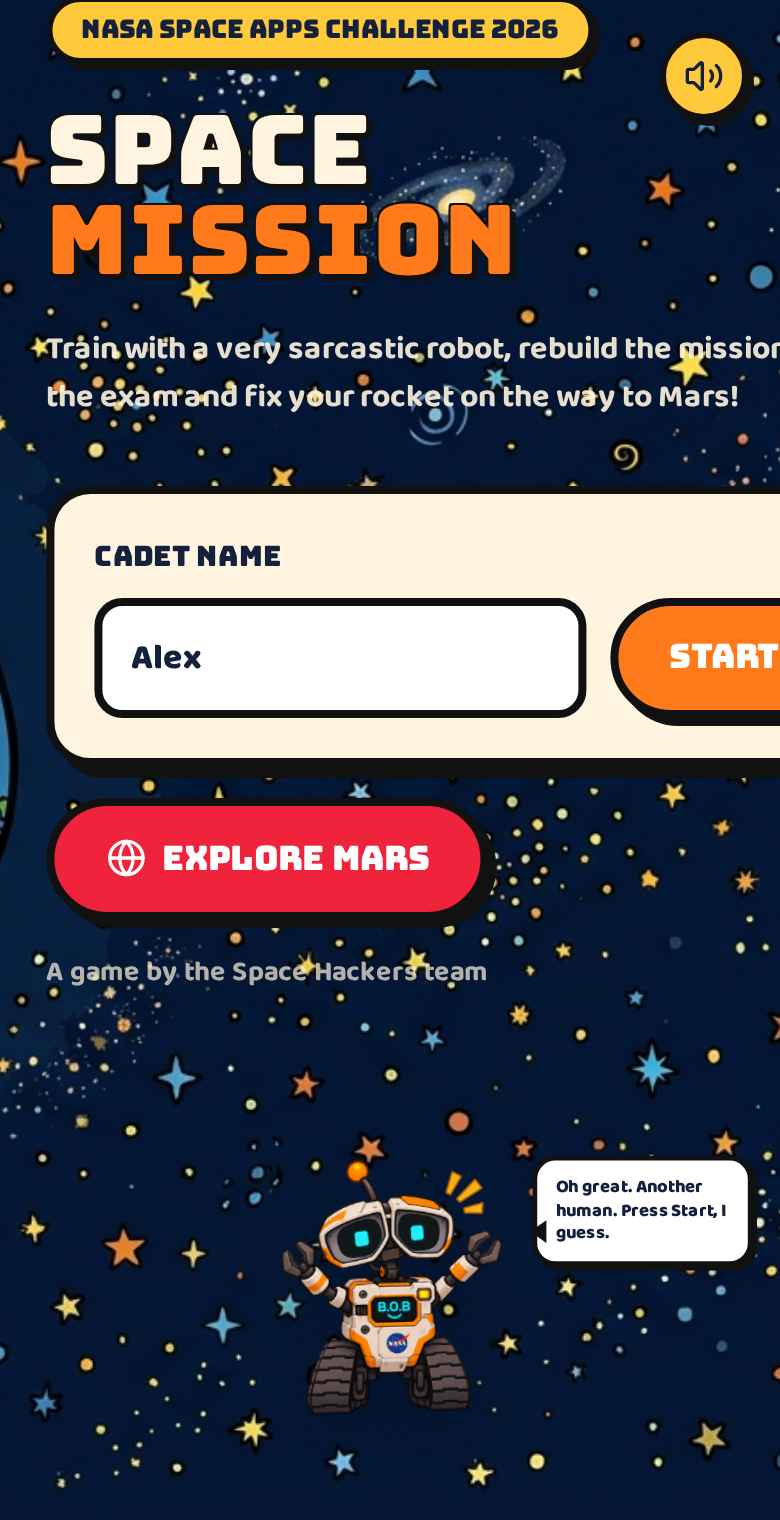 NASA SPACE APPS CHALLENGE 2026
SPACE
MISSION
Train with a very sarcastic robot, rebuild the mission
the exam and fix your rocket on the way to Mars!
CADET NAME
Alex
START
EXPLORE MARS
A game by the Space Hackers team
Oh great. Another
human. Press Start, I
guess.
B.O.B
NASA